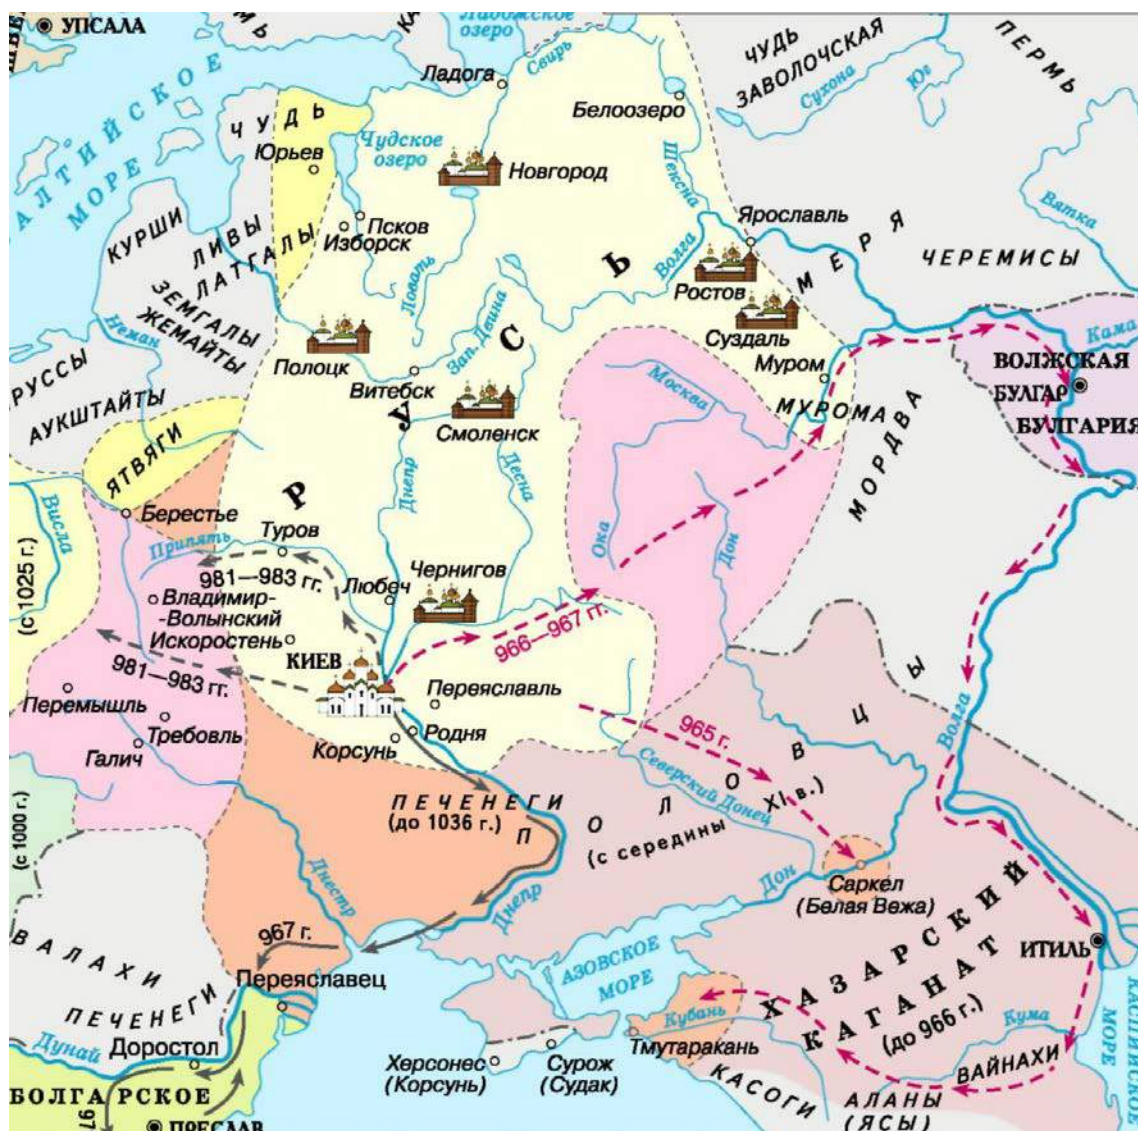 УПСАЛА
Ладожское
озеро
Свирь
Ладога
ЧУДЬ
ЗАВОЛОЧСКАЯ
Сухона
Юг
ПЕРМЬ
Белоозеро
АЛТИЙСКОЕ
МОРЕ
ЧУДЬ
Юрьев
Чудское
озеро
Новгород
Шексна
Вятка
Псков
Изборск
Ярославль
КУРШИ
ЛИВЫ
ЛАТГАЛЫ
ЗЕМГАЛЫ
ЖЕМАЙТЫ
Неман
Ловать
Волга
Ростов
МЕРЯ
ЧЕРЕМИСЫ
Суздаль
Кама
РУССЫ
АУКШТАЙТЫ
Полоцк
Витебск
Зап. Двина
РУСЬ
Смоленск
Москва
Муром
МУРОМА
МОРДВА
ВОЛЖСКАЯ
БУЛГАР
БУЛГАРИЯ
ЯТВЯГИ
Висла
Берестье
Днепр
Десна
Ока
Дон
(с 1025 г.)
Припять
Туров
981—983 гг.
Любеч
Чернигов
Владимир-
-Волынский
Искоростень
КИЕВ
966—967 гг.
981—983 гг.
Перемышль
Требовль
Галич
Переяславль
Родня
Корсунь
965 г.
Северский Донец
Волга
ПЕЧЕНЕГИ
(до 1036 г.)
ПОЛОВЦЫ
(с середины XI в.)
(с 1000 г.)
Днестр
Днепр
Дон
Саркел
(Белая Вежа)
ВАЛАХИ
967 г.
Переяславец
ПЕЧЕНЕГИ
АЗОВСКОЕ
МОРЕ
ХАЗАРСКИЙ
КАГАНАТ
(до 966 г.)
ИТИЛЬ
КАСПИЙСКОЕ
МОРЕ
Дунай
Доростол
Херсонес
(Корсунь)
Сурож
(Судак)
Кубань
Тмутаракань
Кума
ВАЙНАХИ
КАСОГИ
АЛАНЫ
(ЯСЫ)
БОЛГАРСКОЕ
ПРЕСЛАВ